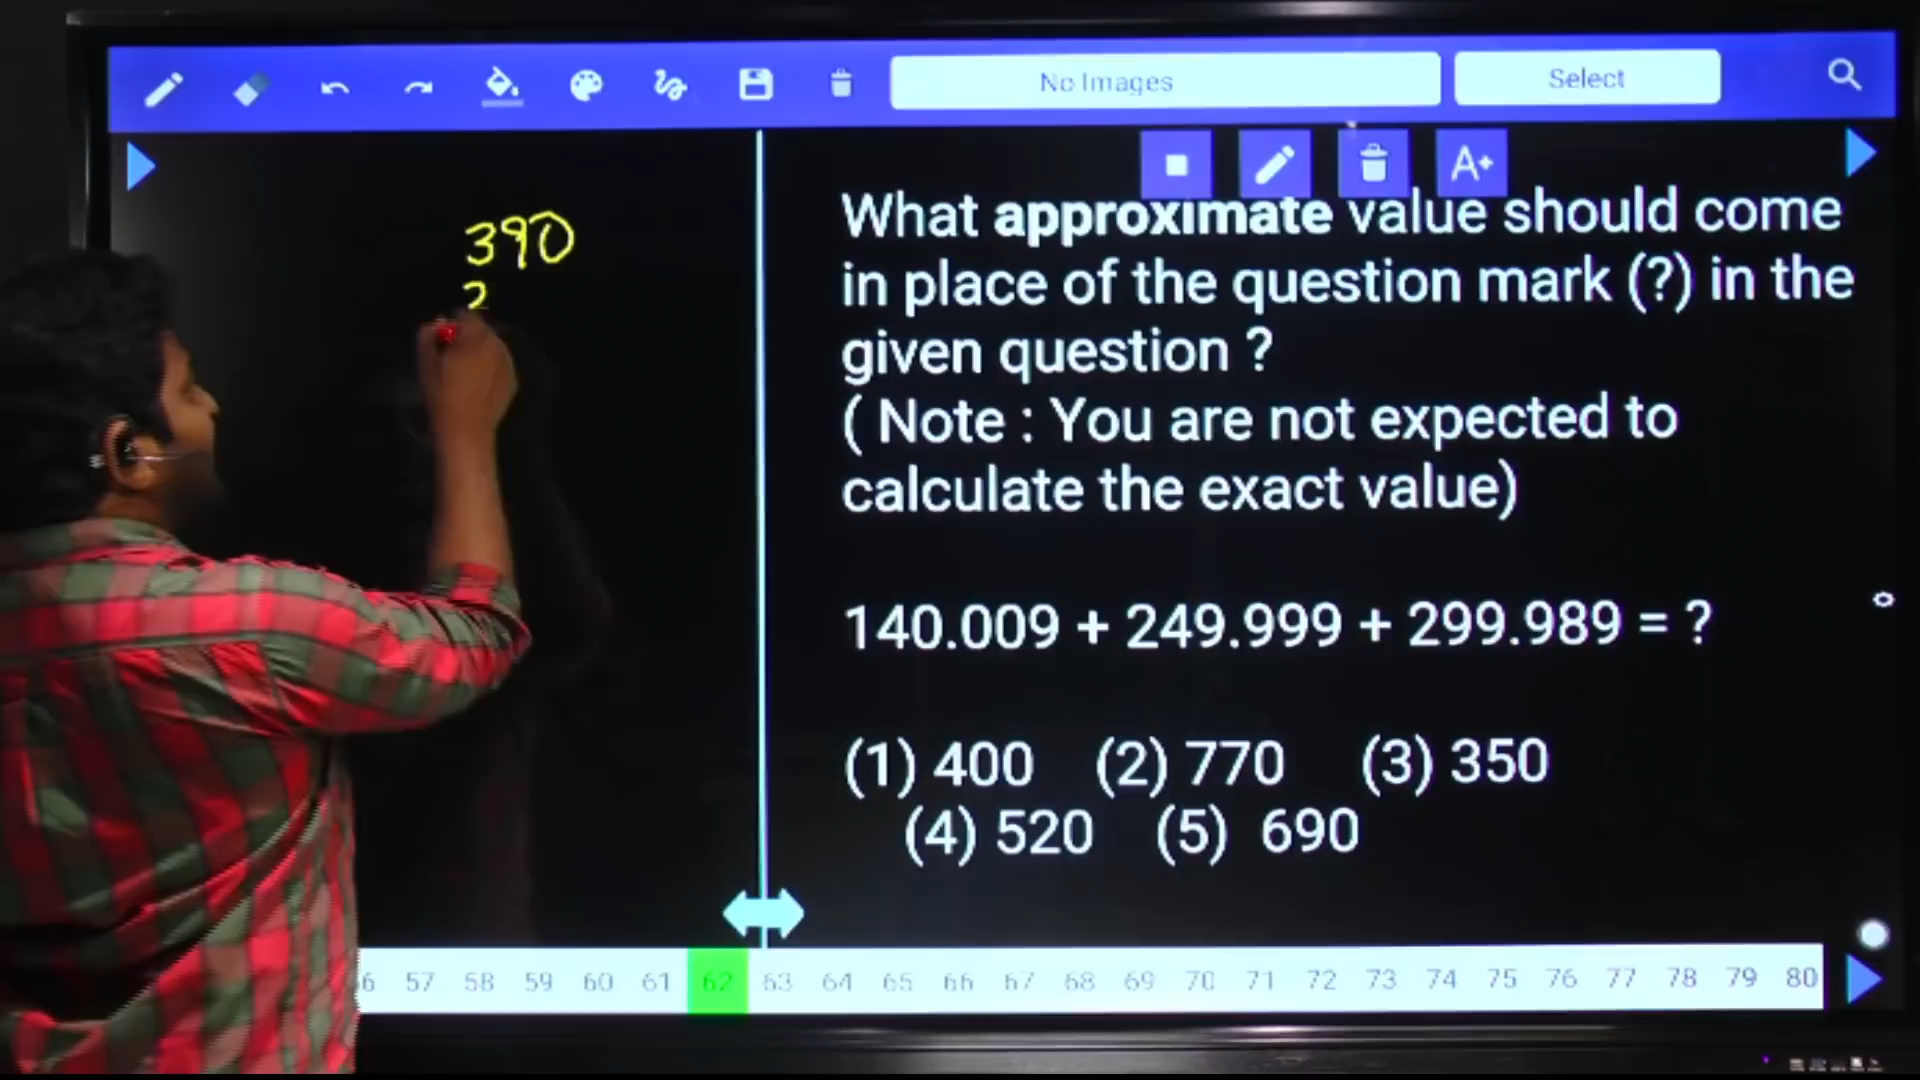 No Images
Select
A+
What approximate value should come
in place of the question mark (?) in the
given question ?
( Note : You are not expected to
calculate the exact value)
140.009 + 249.999 + 299.989 = ?
(1) 400 (2) 770 (3) 350
(4) 520 (5) 690
390
2
57 58 59 60 61 62 63 64 65 66 67 68 69 70 71 72 73 74 75 76 77 78 79 80